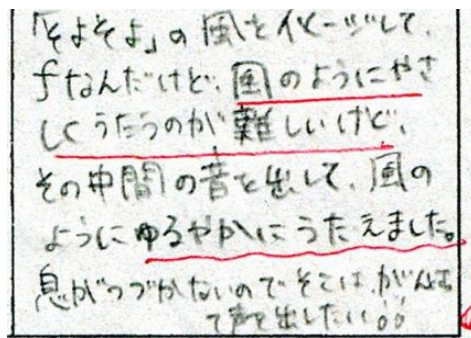 「そよそよ」の風をイメージして、
fなんだけど、風のようにやさ
しくうたうのが難しいけど、
その中間の音を出して、風の
ようにゆるやかにうたえました。
息がつづかないのでそこは、がんばっ
て声を出したい。